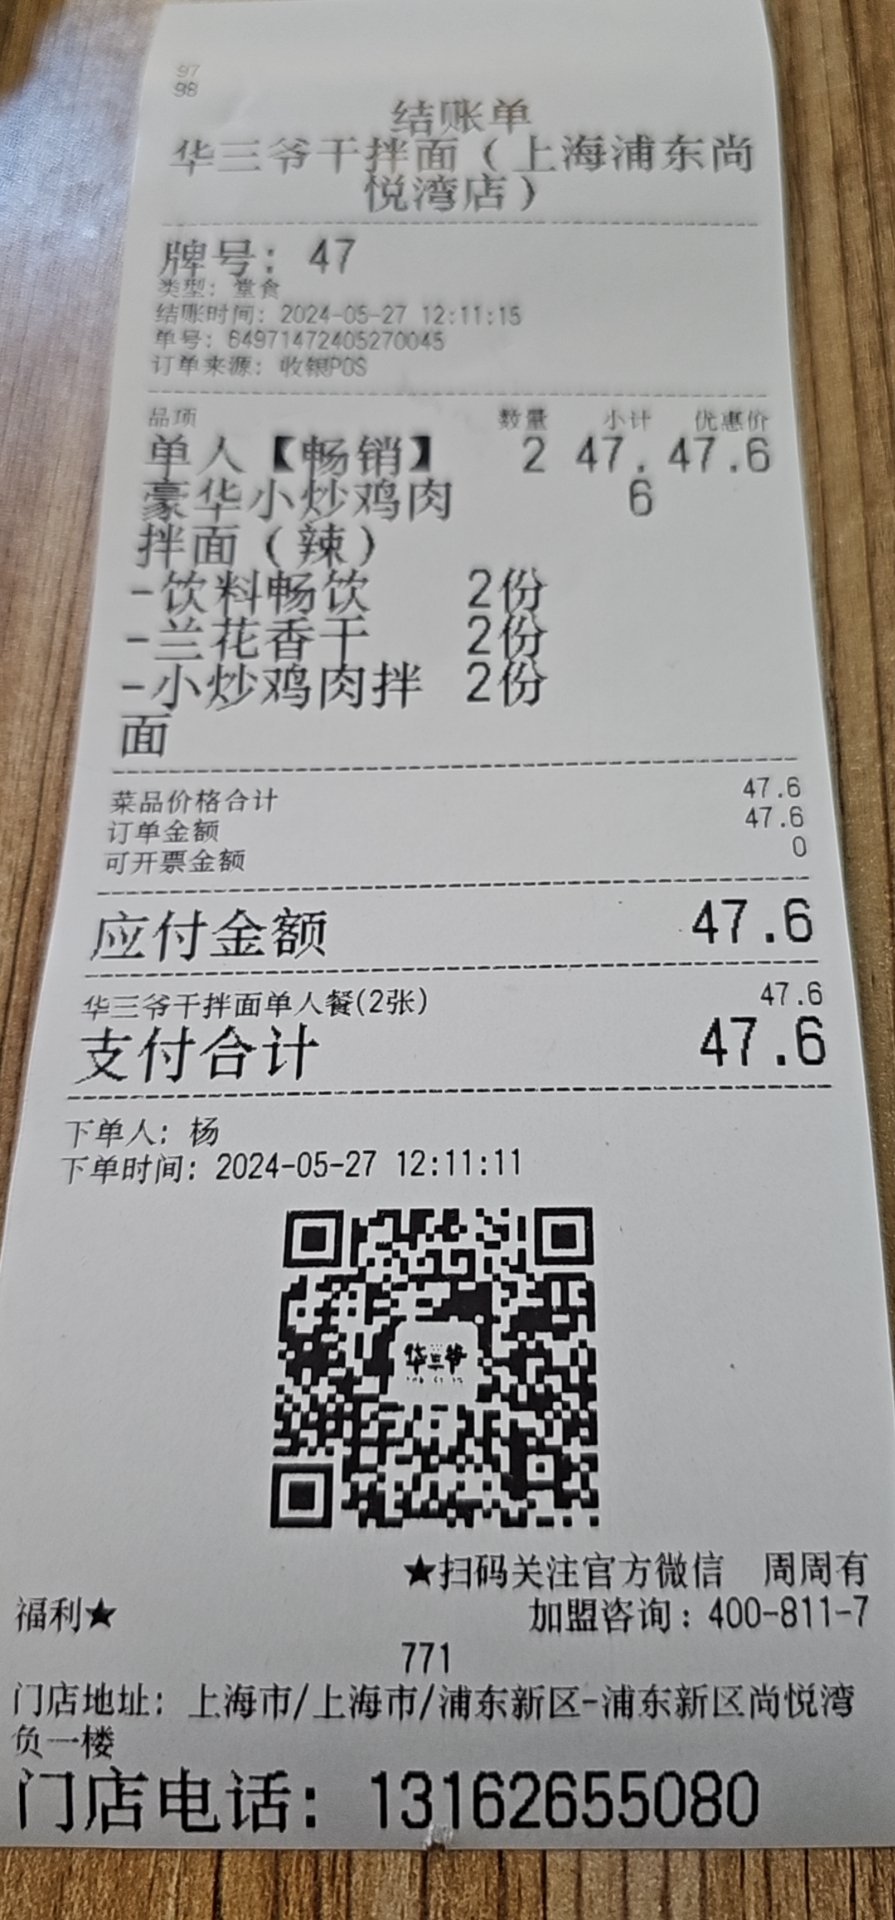 97
98
结账单
华三爷干拌面（上海浦东尚
悦湾店）
牌号：47
类型：堂食
结账时间：2024-05-27 12:11:15
单号：649714724052​70045
订单来源：收银POS
品项 数量 小计 优惠价
单人【畅销】 2 47. 47.6
豪华小炒鸡肉 6
拌面（辣）
-饮料畅饮 2份
-兰花香干 2份
-小炒鸡肉拌 2份
面
菜品价格合计 47.6
订单金额 47.6
可开票金额 0
应付金额 47.6
华三爷干拌面单人餐(2张) 47.6
支付合计 47.6
下单人：杨
下单时间：2024-05-27 12:11:11
华三爷
★扫码关注官方微信 周周有
福利★ 加盟咨询：400-811-7
771
门店地址：上海市/上海市/浦东新区-浦东新区尚悦湾
负一楼
门店电话：13162655080